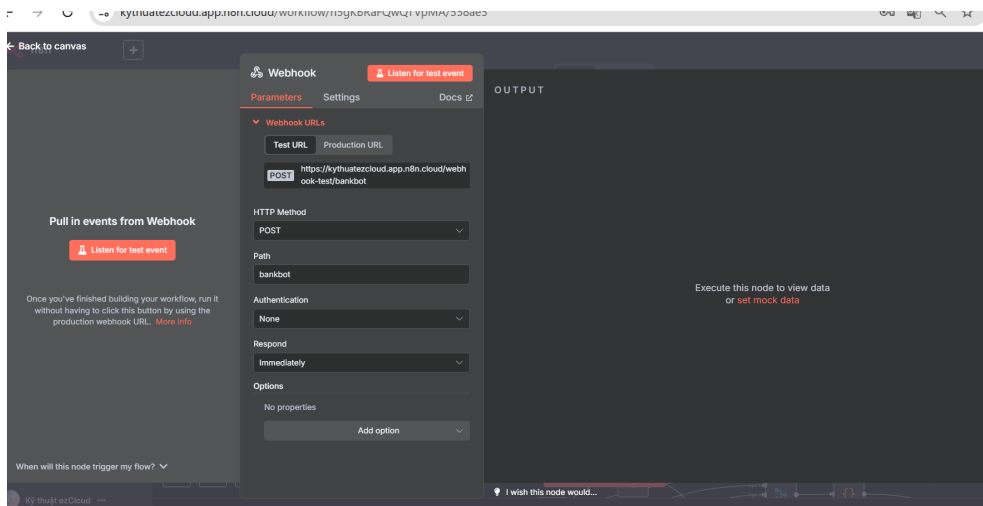 Back to canvas
Webhook
Listen for test event
Parameters
Settings
Docs
Webhook URLs
Test URL
Production URL
POST
https://kythuatezcloud.app.n8n.cloud/webh
ook-test/bankbot
HTTP Method
POST
Path
bankbot
Authentication
None
Respond
Immediately
Options
No properties
Add option
Pull in events from Webhook
Listen for test event
Once you've finished building your workflow, run it
without having to click this button by using the
production webhook URL. More info
When will this node trigger my flow?
Kỹ thuật ezCloud
OUTPUT
Execute this node to view data
or set mock data
I wish this node would...